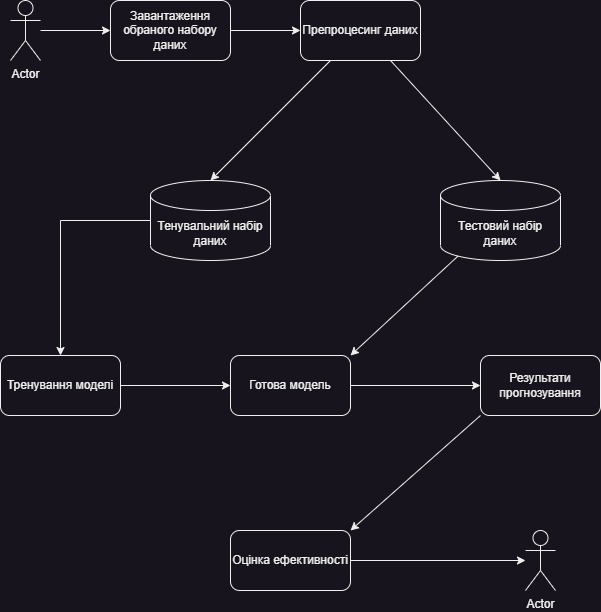 Завантаження
обраного набору
даних
Препроцесинг даних
Actor
Тенувальний набір
даних
Тестовий набір
даних
Тренування моделі
Готова модель
Результати
прогнозування
Оцінка ефективності
Actor